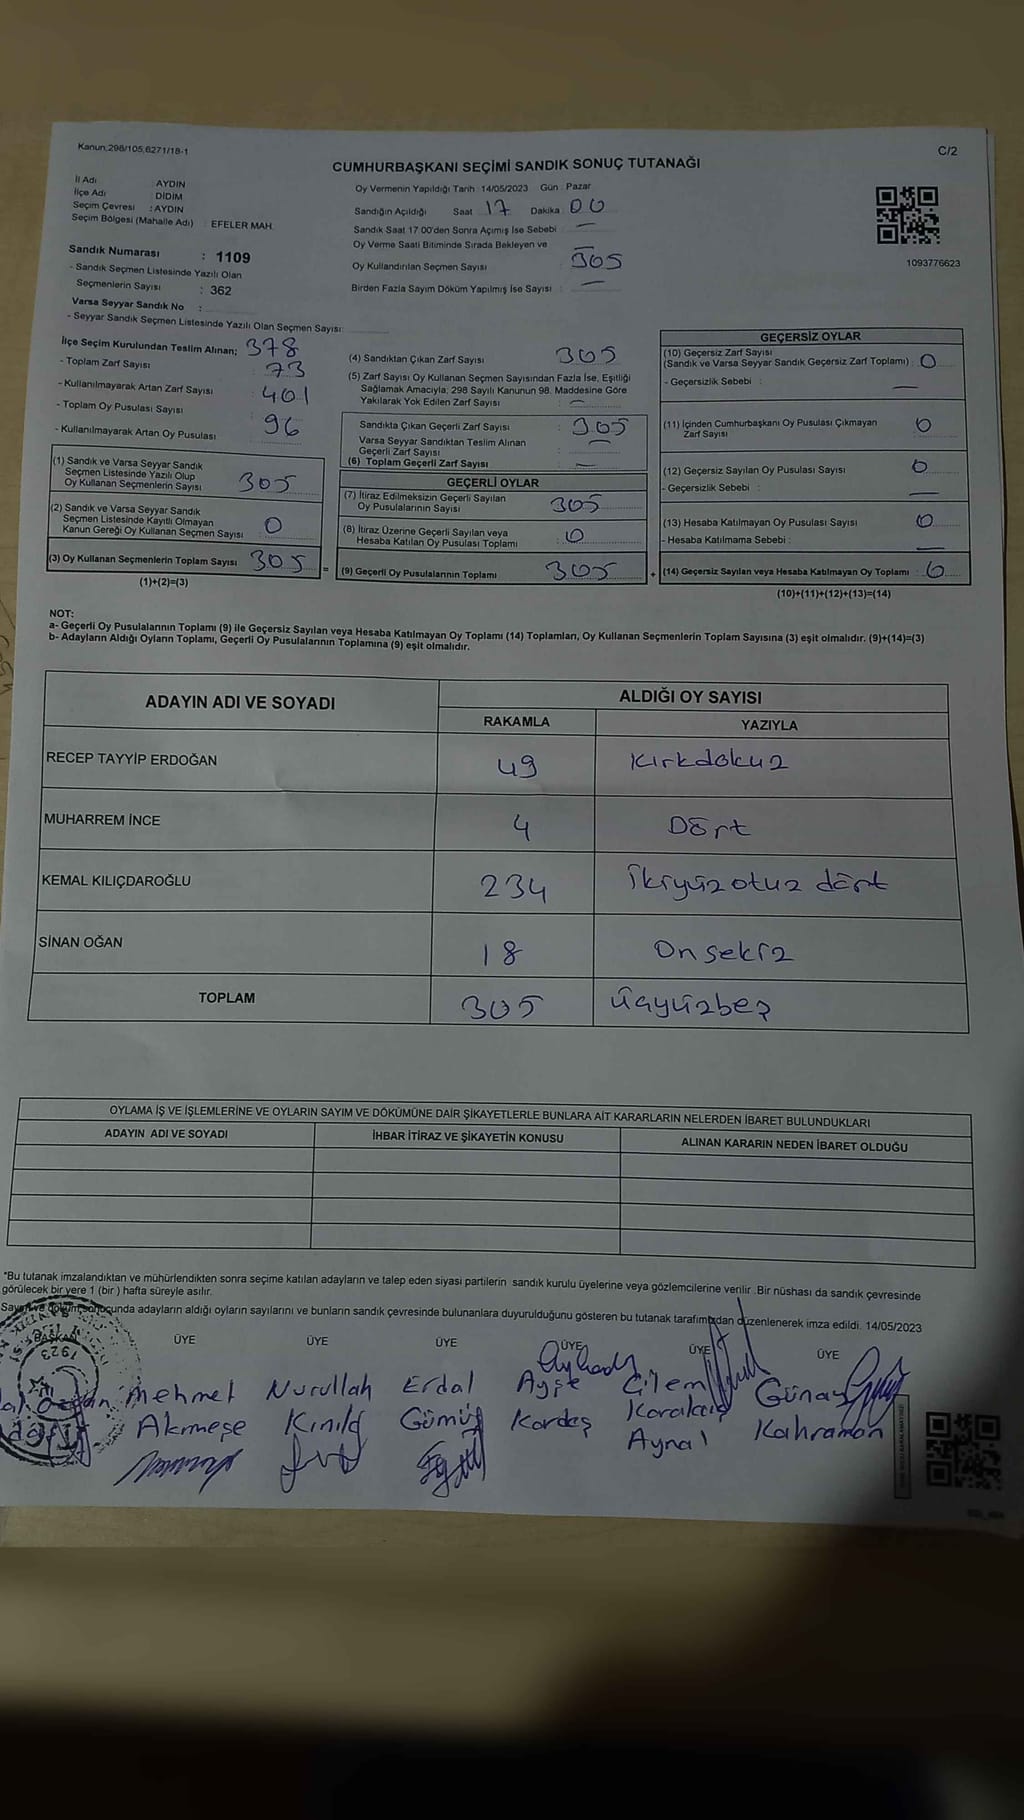 Kanun:298/105,6271/18-1
C/2
CUMHURBAŞKANI SEÇİMİ SANDIK SONUÇ TUTANAĞI
İl Adı : AYDIN
İlçe Adı : DİDİM
Seçim Çevresi : AYDIN
Seçim Bölgesi (Mahalle Adı) : EFELER MAH.
Sandık Numarası : 1109
- Sandık Seçmen Listesinde Yazılı Olan
Seçmenlerin Sayısı : 362
Varsa Seyyar Sandık No :
- Seyyar Sandık Seçmen Listesinde Yazılı Olan Seçmen Sayısı:
Oy Vermenin Yapıldığı Tarih : 14/05/2023 Gün : Pazar
Sandığın Açıldığı Saat 17 Dakika 00
Sandık Saat 17.00'den Sonra Açımış İse Sebebi : —
Oy Verme Saati Bitiminde Sırada Bekleyen ve
Oy Kullandırılan Seçmen Sayısı : 305
Birden Fazla Sayım Döküm Yapılmış İse Sayısı : —
1093776623
İlçe Seçim Kurulundan Teslim Alınan;
- Toplam Zarf Sayısı : 378
- Kullanılmayarak Artan Zarf Sayısı : 73
- Toplam Oy Pusulası Sayısı : 401
- Kullanılmayarak Artan Oy Pusulası : 96
(1) Sandık ve Varsa Seyyar Sandık
Seçmen Listesinde Yazılı Olup
Oy Kullanan Seçmenlerin Sayısı : 305
(2) Sandık ve Varsa Seyyar Sandık
Seçmen Listesinde Kayıtlı Olmayan
Kanun Gereği Oy Kullanan Seçmen Sayısı : 0
(3) Oy Kullanan Seçmenlerin Toplam Sayısı : 305
(1)+(2)=(3)
(4) Sandıktan Çıkan Zarf Sayısı : 305
(5) Zarf Sayısı Oy Kullanan Seçmen Sayısından Fazla İse, Eşitliği
Sağlamak Amacıyla; 298 Sayılı Kanunun 98. Maddesine Göre
Yakılarak Yok Edilen Zarf Sayısı : —
Sandıkta Çıkan Geçerli Zarf Sayısı : 305
Varsa Seyyar Sandıktan Teslim Alınan
Geçerli Zarf Sayısı : —
(6) Toplam Geçerli Zarf Sayısı : —
GEÇERLİ OYLAR
(7) İtiraz Edilmeksizin Geçerli Sayılan
Oy Pusulalarının Sayısı : 305
(8) İtiraz Üzerine Geçerli Sayılan veya
Hesaba Katılan Oy Pusulası Toplamı : 0
= (9) Geçerli Oy Pusulalarının Toplamı : 305
GEÇERSİZ OYLAR
(10) Geçersiz Zarf Sayısı
(Sandık ve Varsa Seyyar Sandık Geçersiz Zarf Toplamı) : 0
- Geçersizlik Sebebi : —
(11) İçinden Cumhurbaşkanı Oy Pusulası Çıkmayan
Zarf Sayısı : 0
(12) Geçersiz Sayılan Oy Pusulası Sayısı : 0
- Geçersizlik Sebebi : —
(13) Hesaba Katılmayan Oy Pusulası Sayısı : 0
- Hesaba Katılmama Sebebi : —
+ (14) Geçersiz Sayılan veya Hesaba Katılmayan Oy Toplamı : 0
(10)+(11)+(12)+(13)=(14)
NOT:
a- Geçerli Oy Pusulalarının Toplamı (9) ile Geçersiz Sayılan veya Hesaba Katılmayan Oy Toplamı (14) Toplamları, Oy Kullanan Seçmenlerin Toplam Sayısına (3) eşit olmalıdır. (9)+(14)=(3)
b- Adayların Aldığı Oyların Toplamı, Geçerli Oy Pusulalarının Toplamına (9) eşit olmalıdır.
ADAYIN ADI VE SOYADI ALDIĞI OY SAYISI
RAKAMLA YAZIYLA
RECEP TAYYİP ERDOĞAN 49 Kırkdokuz
MUHARREM İNCE 4 Dört
KEMAL KILIÇDAROĞLU 234 İkiyüz otuz dört
SİNAN OĞAN 18 Onsekiz
TOPLAM 305 Üçyüzbeş
OYLAMA İŞ VE İŞLEMLERİNE VE OYLARIN SAYIM VE DÖKÜMÜNE DAİR ŞİKAYETLERLE BUNLARA AİT KARARLARIN NELERDEN İBARET BULUNDUKLARI
ADAYIN ADI VE SOYADI İHBAR İTİRAZ VE ŞİKAYETİN KONUSU ALINAN KARARIN NEDEN İBARET OLDUĞU
*Bu tutanak imzalandıktan ve mühürlendikten sonra seçime katılan adayların ve talep eden siyasi partilerin sandık kurulu üyelerine veya gözlemcilerine verilir. Bir nüshası da sandık çevresinde
görülecek bir yere 1 (bir) hafta süreyle asılır.
Sayım ve döküm sonucunda adayların aldığı oyların sayılarını ve bunların sandık çevresinde bulunanlara duyurulduğunu gösteren bu tutanak tarafımızdan düzenlenerek imza edildi. 14/05/2023
BAŞKAN ÜYE ÜYE ÜYE ÜYE ÜYE ÜYE
1923
Mehmet Nurullah Erdal Ayşe Çilem Günay
Akmeşe Gümüş Kardeş Karakaş Kahraman
Aynal